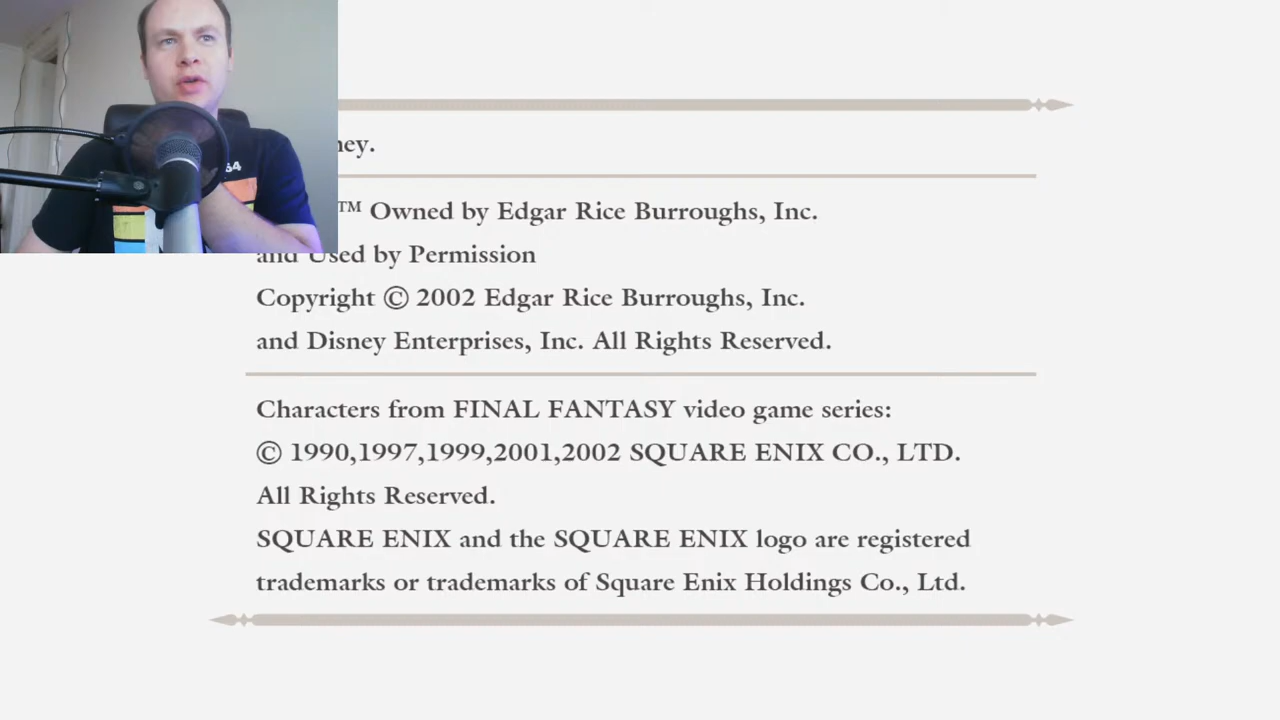 ney.
™ Owned by Edgar Rice Burroughs, Inc.
and Used by Permission
Copyright © 2002 Edgar Rice Burroughs, Inc.
and Disney Enterprises, Inc. All Rights Reserved.
Characters from FINAL FANTASY video game series:
© 1990,1997,1999,2001,2002 SQUARE ENIX CO., LTD.
All Rights Reserved.
SQUARE ENIX and the SQUARE ENIX logo are registered
trademarks or trademarks of Square Enix Holdings Co., Ltd.
64